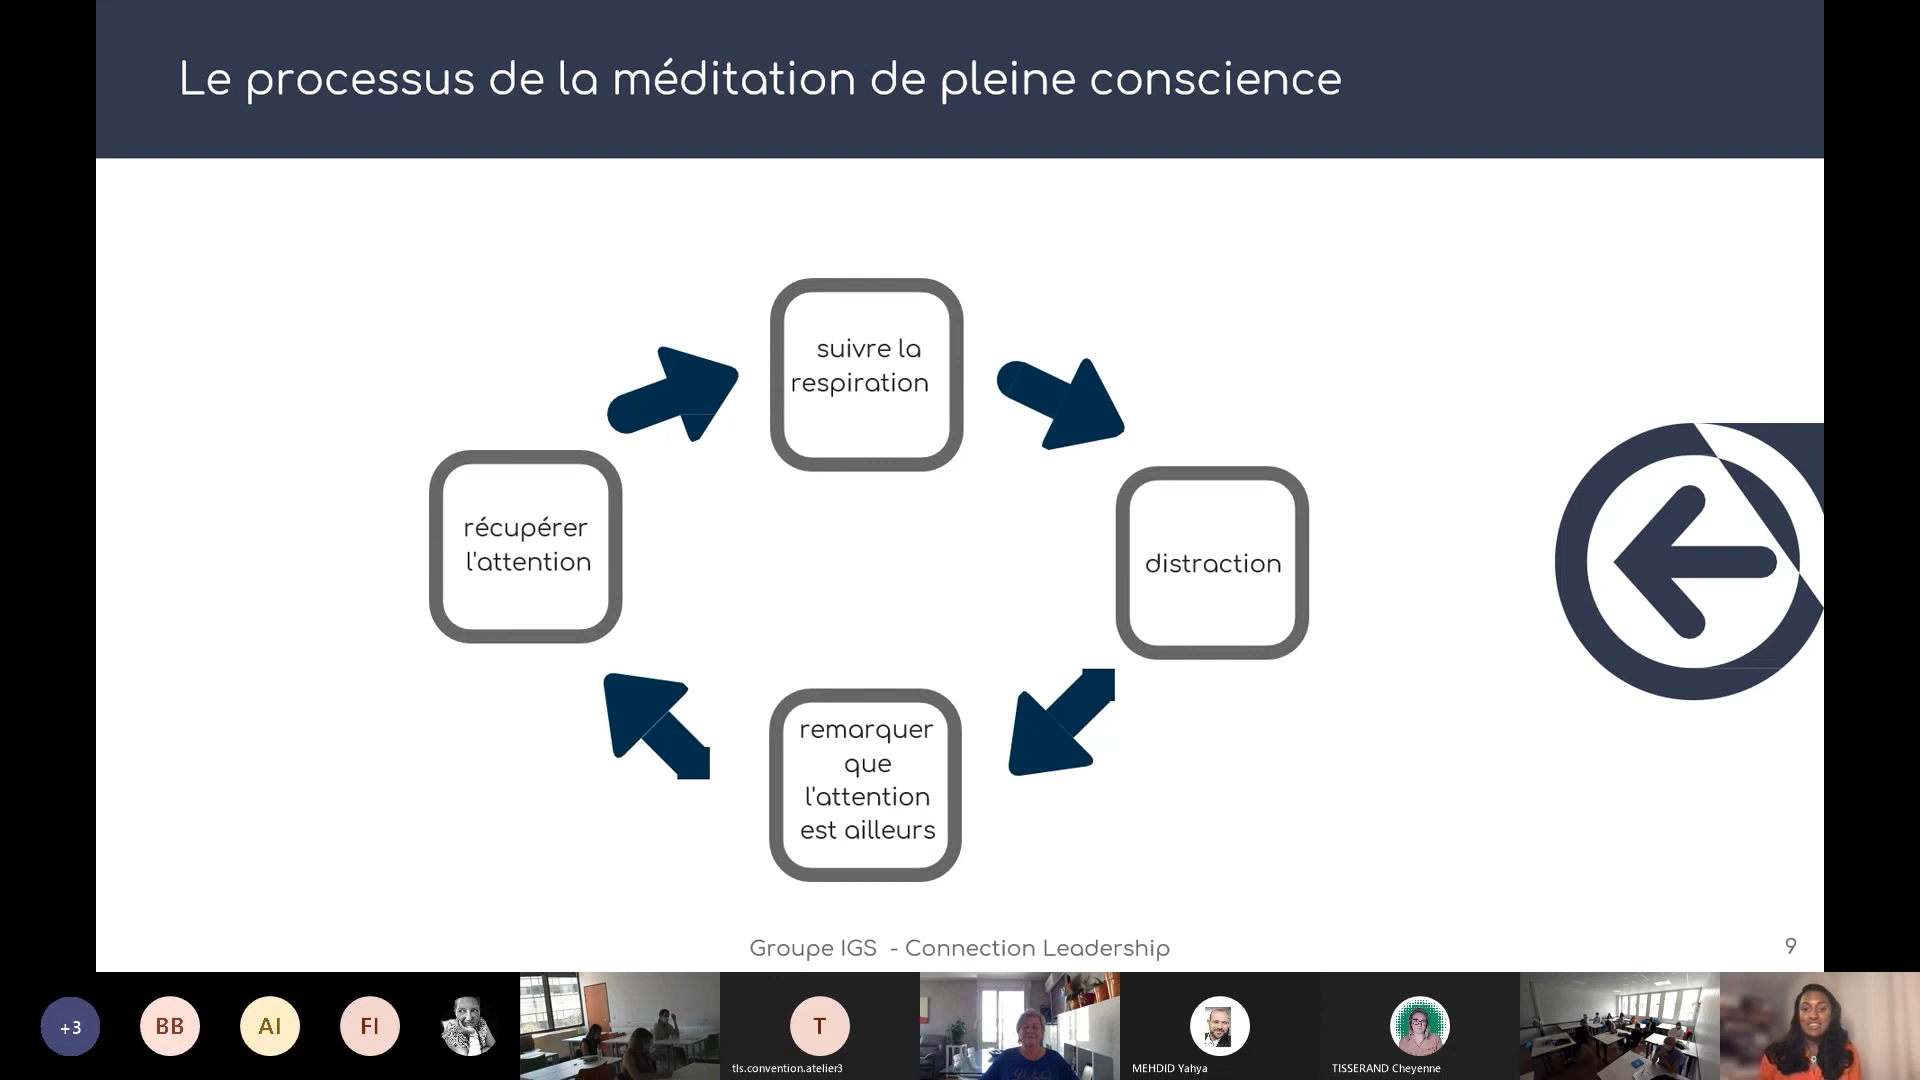 Le processus de la méditation de pleine conscience
suivre la
respiration
récupérer
l'attention
distraction
remarquer
que
l'attention
est ailleurs
Groupe IGS - Connection Leadership
9
+3
BB
AI
FI
T
tls.convention.atelier3
MEHDID Yahya
TISSERAND Cheyenne